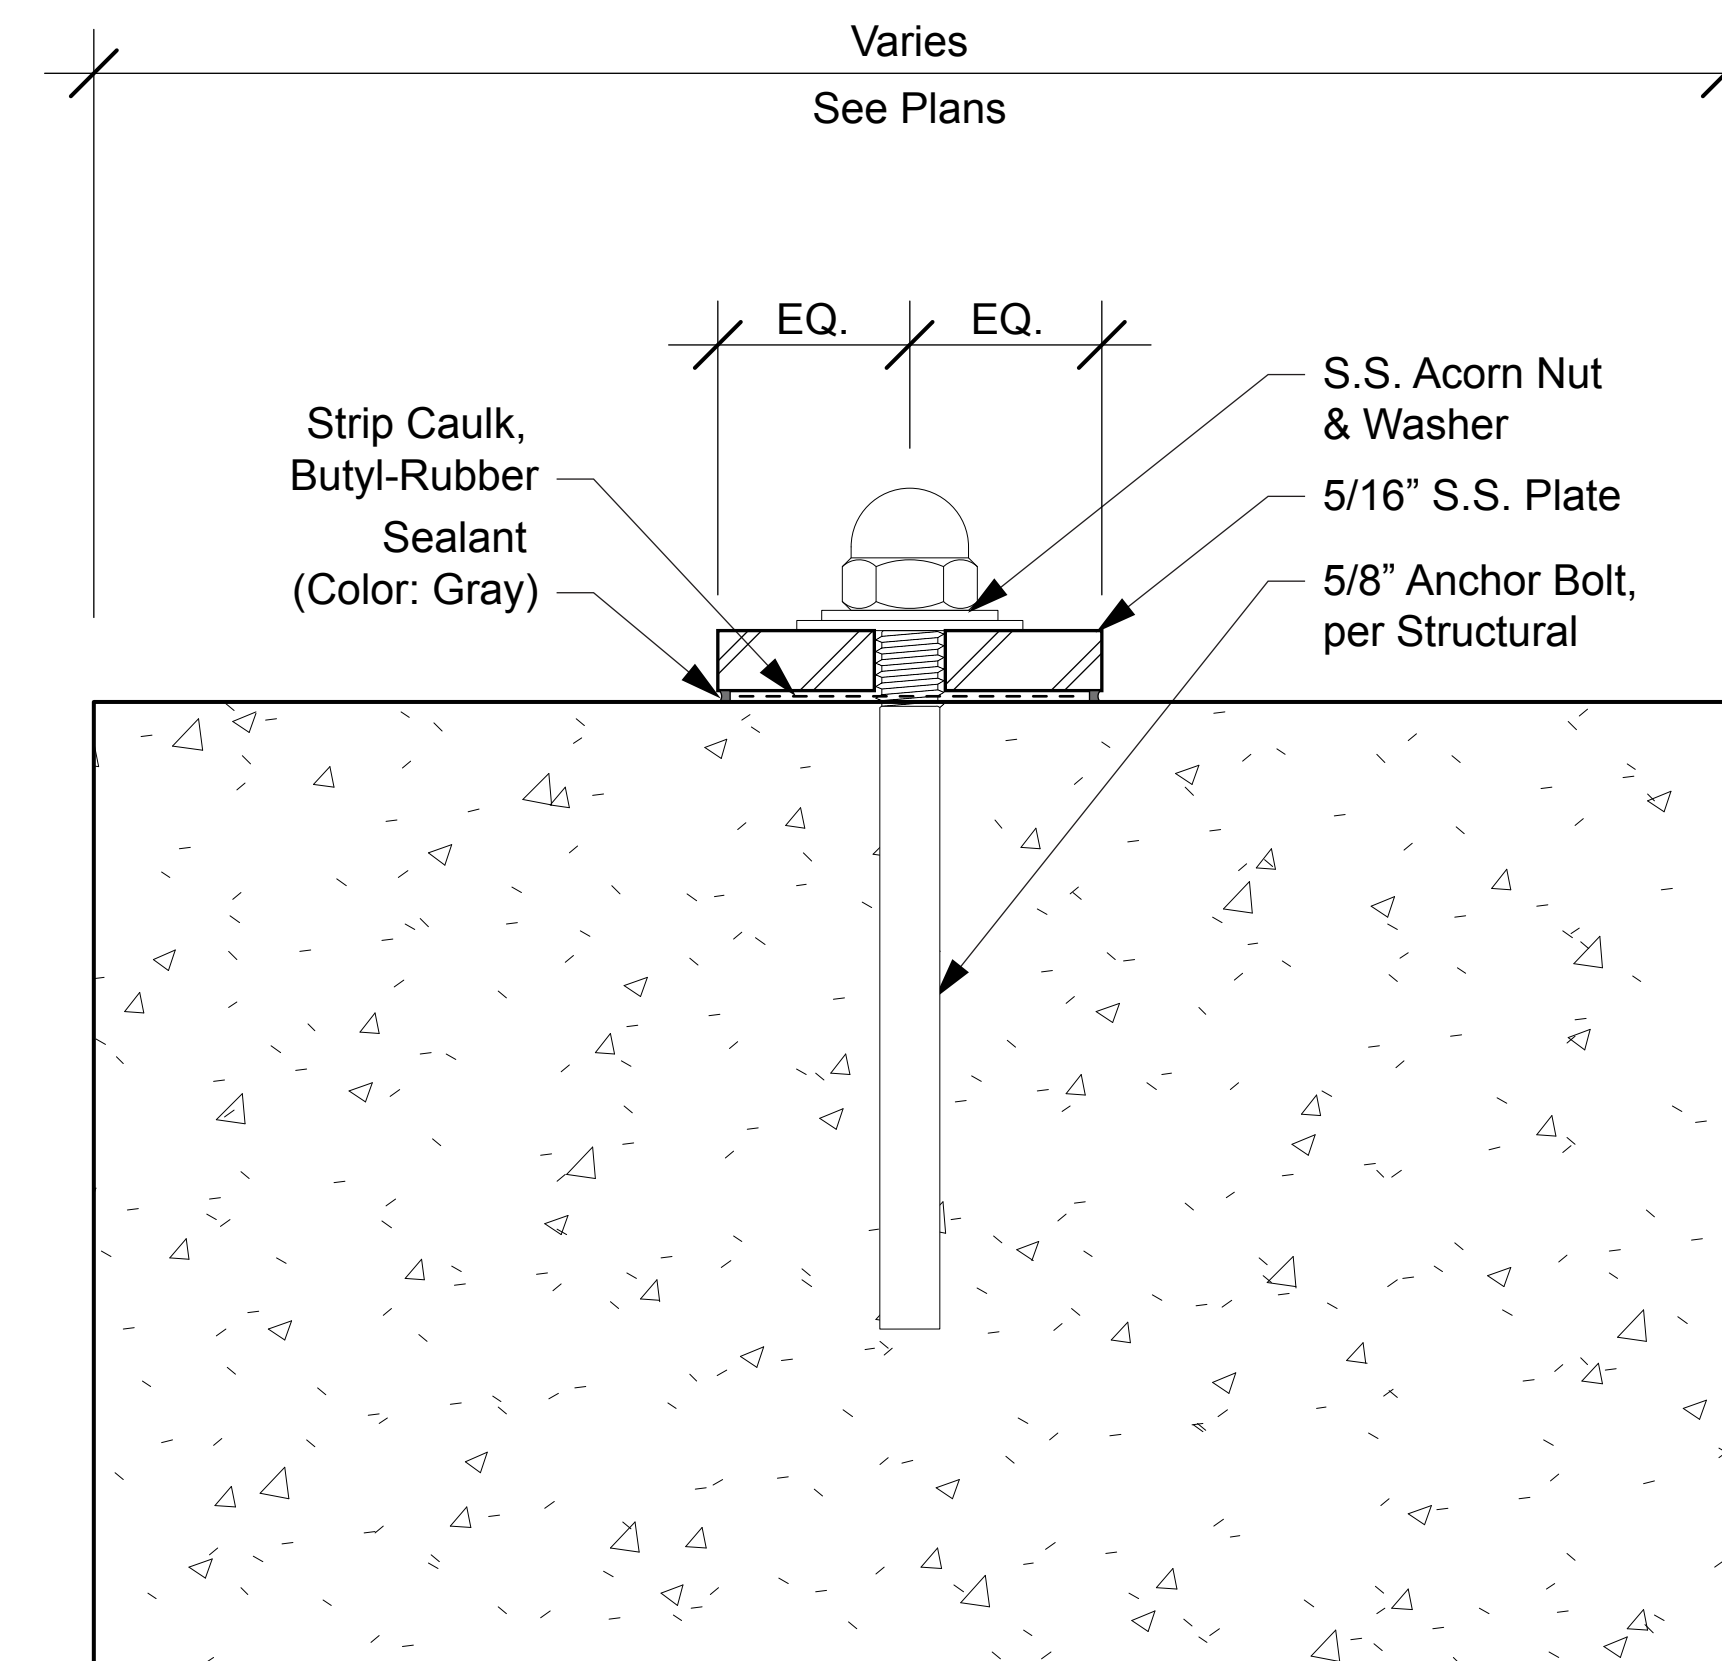 Varies
See Plans
EQ.
EQ.
Strip Caulk,
Butyl-Rubber
Sealant
(Color: Gray)
S.S. Acorn Nut
& Washer
5/16” S.S. Plate
5/8” Anchor Bolt,
per Structural